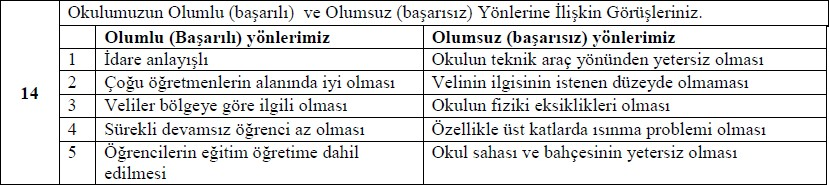 Okulumuzun Olumlu (başarılı) ve Olumsuz (başarısız) Yönlerine İlişkin Görüşleriniz.
Olumlu (Başarılı) yönlerimiz Olumsuz (başarısız) yönlerimiz
1 İdare anlayışlı Okulun teknik araç yönünden yetersiz olması
2 Çoğu öğretmenlerin alanında iyi olması Velinin ilgisinin istenen düzeyde olmaması
14 3 Veliler bölgeye göre ilgili olması Okulun fiziki eksiklikleri olması
4 Sürekli devamsız öğrenci az olması Özellikle üst katlarda ısınma problemi olması
5 Öğrencilerin eğitim öğretime dahil Okul sahası ve bahçesinin yetersiz olması
edilmesi